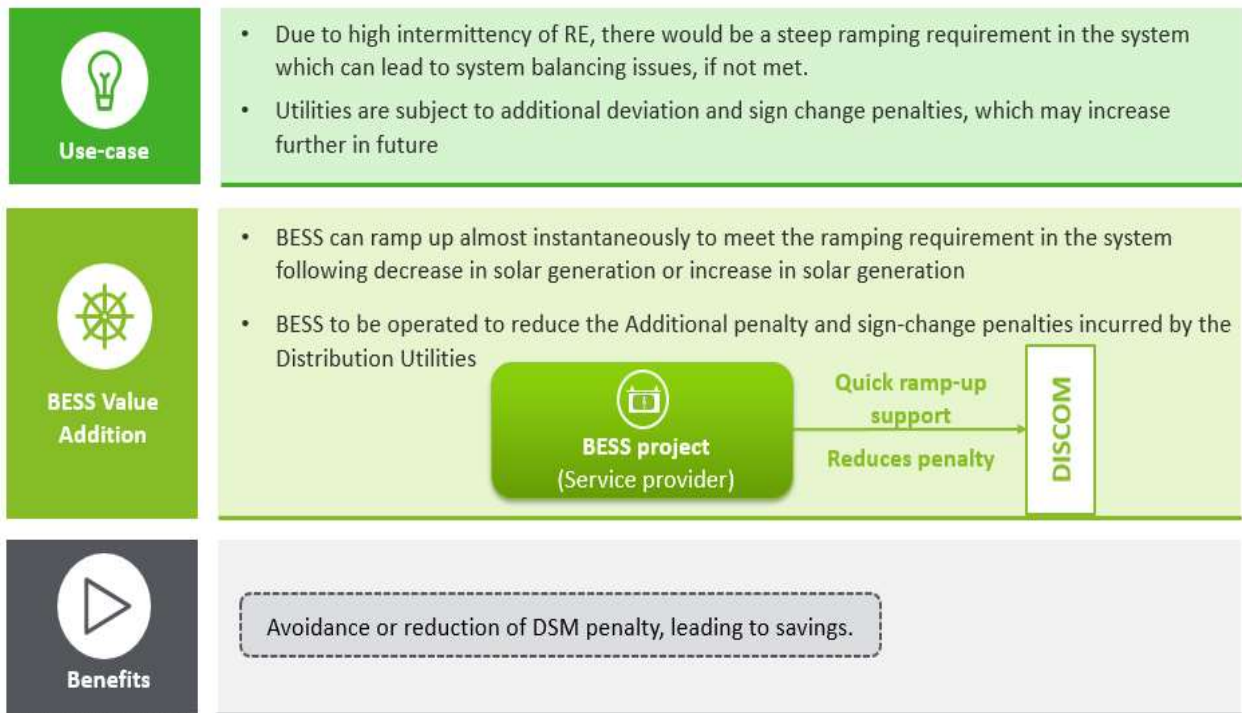 Use-case
• Due to high intermittency of RE, there would be a steep ramping requirement in the system
which can lead to system balancing issues, if not met.
• Utilities are subject to additional deviation and sign change penalties, which may increase
further in future
BESS Value
Addition
• BESS can ramp up almost instantaneously to meet the ramping requirement in the system
following decrease in solar generation or increase in solar generation
• BESS to be operated to reduce the Additional penalty and sign-change penalties incurred by the
Distribution Utilities
BESS project
(Service provider)
Quick ramp-up
support
Reduces penalty
DISCOM
Benefits
Avoidance or reduction of DSM penalty, leading to savings.